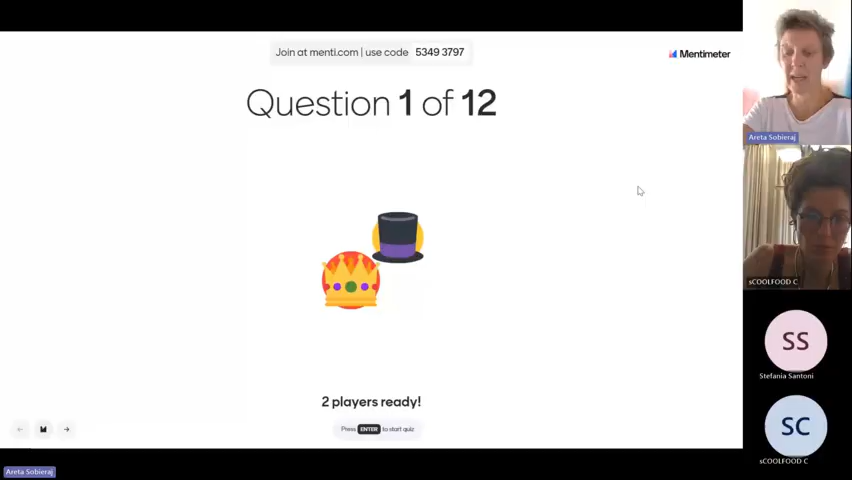 Join at menti.com | use code 5349 3797
Mentimeter
Question 1 of 12
Areta Sobieraj
sCOOLFOOD C
SS
Stefania Santoni
2 players ready!
SC
Press ENTER to start quiz
sCOOLFOOD C
Areta Sobieraj